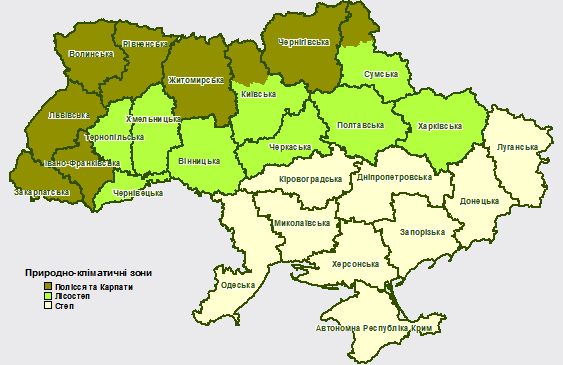 Чернігівська
Рівненська
Волинська
Житомирська
Сумська
Київська
Львівська
Хмельницька
Полтавська
Харківська
Тернопільська
Черкаська
Луганська
Вінницька
Івано-Франківська
Кіровоградська
Дніпропетровська
Закарпатська
Чернівецька
Донецька
Миколаївська
Запорізька
Херсонська
Одеська
Автономна Республіка Крим
Природно-кліматичні зони
Полісся та Карпати
Лісостеп
Степ